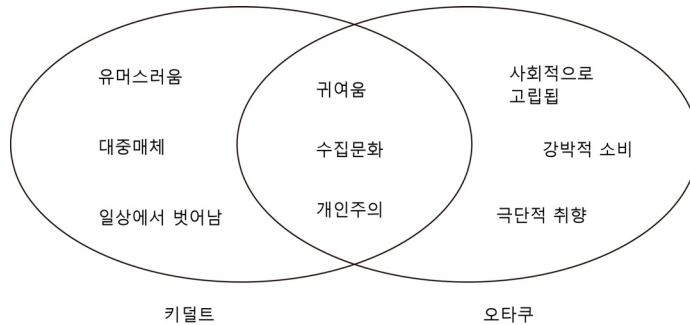 유머스러움
대중매체
일상에서 벗어남
귀여움
수집문화
개인주의
사회적으로
고립됩
강박적 소비
극단적 취향
키덜트
오타쿠